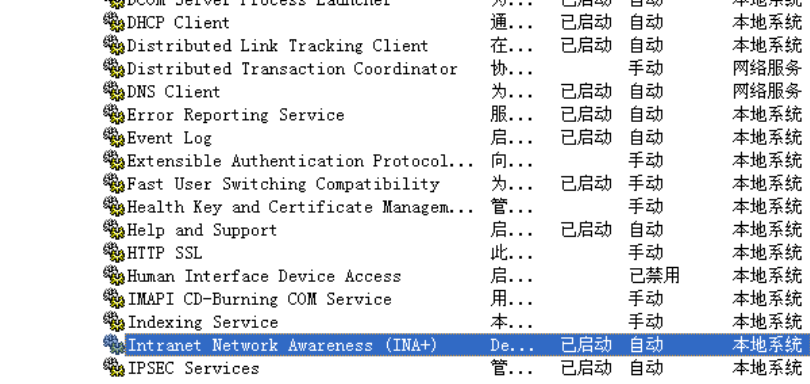 DCOM Server Process Launcher 为... 已启动 自动 本地系统
DHCP Client 通... 已启动 自动 本地系统
Distributed Link Tracking Client 在... 已启动 自动 本地系统
Distributed Transaction Coordinator 协... 手动 网络服务
DNS Client 为... 已启动 自动 网络服务
Error Reporting Service 服... 已启动 自动 本地系统
Event Log 启... 已启动 自动 本地系统
Extensible Authentication Protocol... 向... 手动 本地系统
Fast User Switching Compatibility 为... 已启动 手动 本地系统
Health Key and Certificate Managem... 管... 手动 本地系统
Help and Support 启... 已启动 自动 本地系统
HTTP SSL 此... 手动 本地系统
Human Interface Device Access 启... 已禁用 本地系统
IMAPI CD-Burning COM Service 用... 手动 本地系统
Indexing Service 本... 手动 本地系统
Intranet Network Awareness (INA+) De... 已启动 自动 本地系统
IPSEC Services 管... 已启动 自动 本地系统